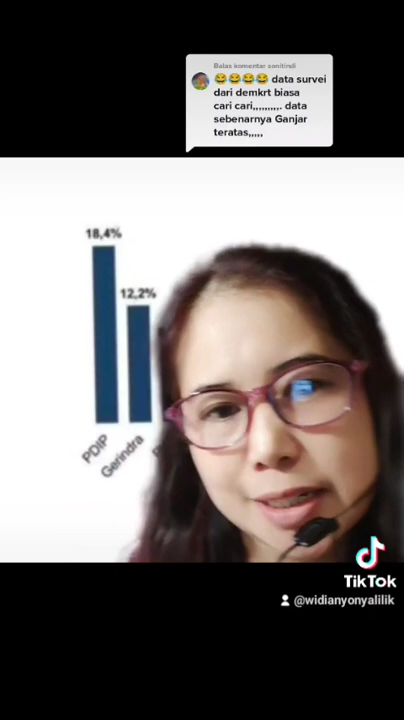 Balas komentar sonitindi
😂😂😂😂 data survei
dari demkrt biasa
cari cari,,,,,,,,,. data
sebenarnya Ganjar
teratas,,,,,
18,4%
12,2%
PDIP
Gerindra
TikTok
@widianyonyalilik